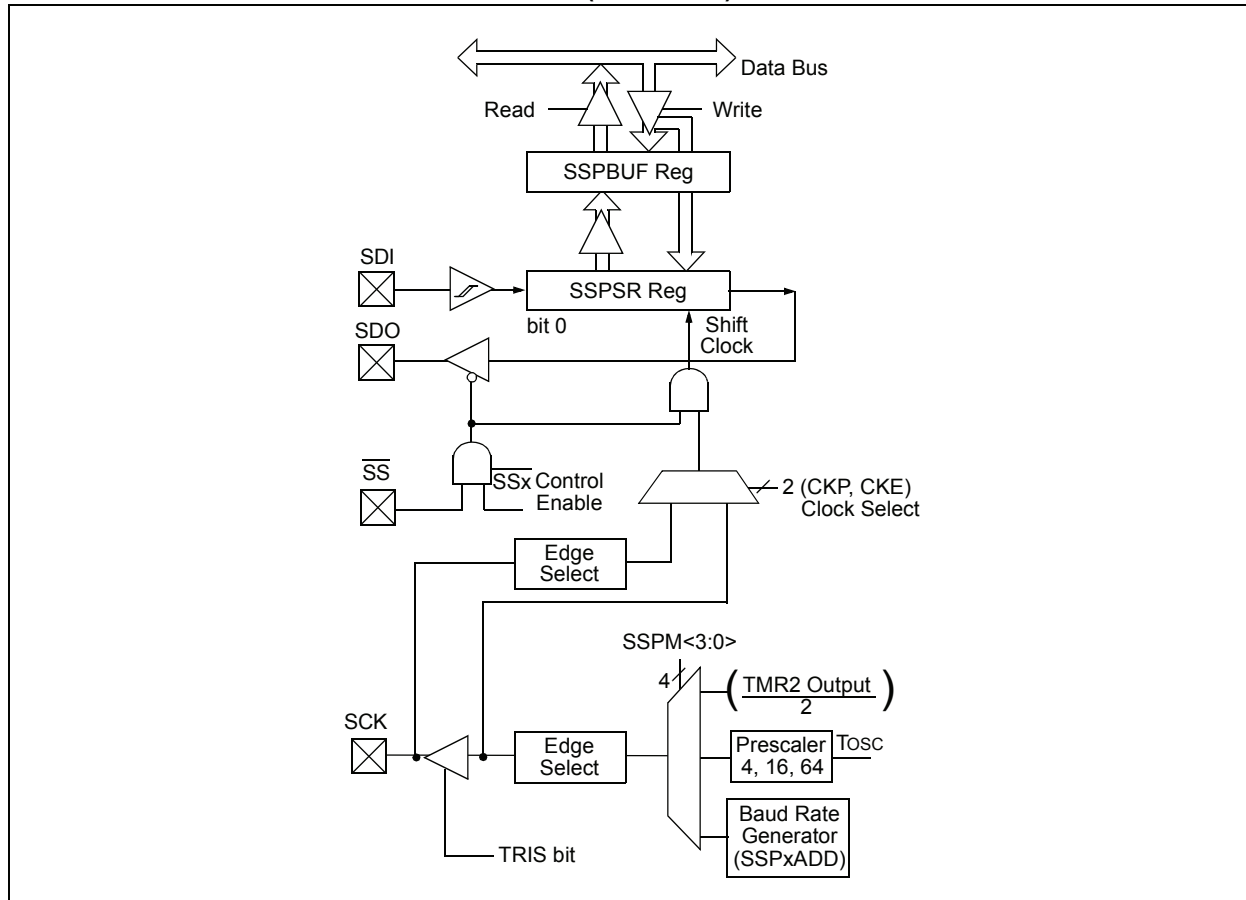 Data Bus
Read
Write
SSPBUF Reg
SDI
SSPSR Reg
bit 0
Shift
Clock
SDO
SS
SSx Control
Enable
2 (CKP, CKE)
Clock Select
Edge
Select
SSPM<3:0>
4
(TMR2 Output
2
)
SCK
Edge
Select
Prescaler
4, 16, 64
TOSC
Baud Rate
Generator
(SSPxADD)
TRIS bit